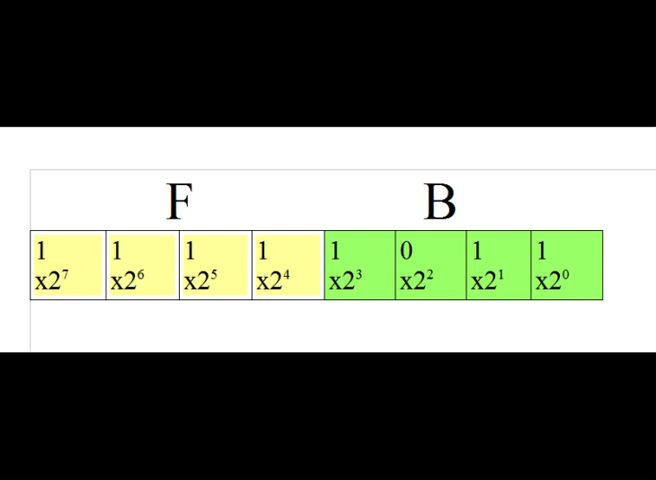 F B
1 1 1 1 1 0 1 1
x2⁷ x2⁶ x2⁵ x2⁴ x2³ x2² x2¹ x2⁰